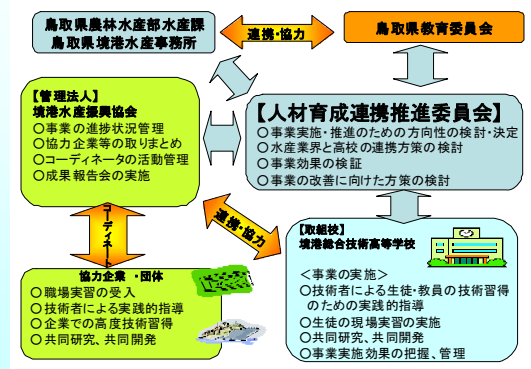 鳥取県農林水産部水産課
鳥取県境港水産事務所
連携・協力
鳥取県教育委員会
【管理法人】
境港水産振興協会
○事業の進捗状況管理
○協力企業等の取りまとめ
○コーディネータの活動管理
○成果報告会の実施
【人材育成連携推進委員会】
○事業実施・推進のための方向性の検討・決定
○水産業界と高校の連携方策の検討
○事業効果の検証
○事業の改善に向けた方策の検討
コーディネート
連携・協力
協力企業・団体
○職場実習の受入
○技術者による実践的指導
○企業での高度技術習得
○共同研究、共同開発
【取組校】
境港総合技術高等学校
＜事業の実施＞
○技術者による生徒・教員の技術習得
のための実践的指導
○生徒の現場実習の実施
○共同研究、共同開発
○事業実施効果の把握、管理